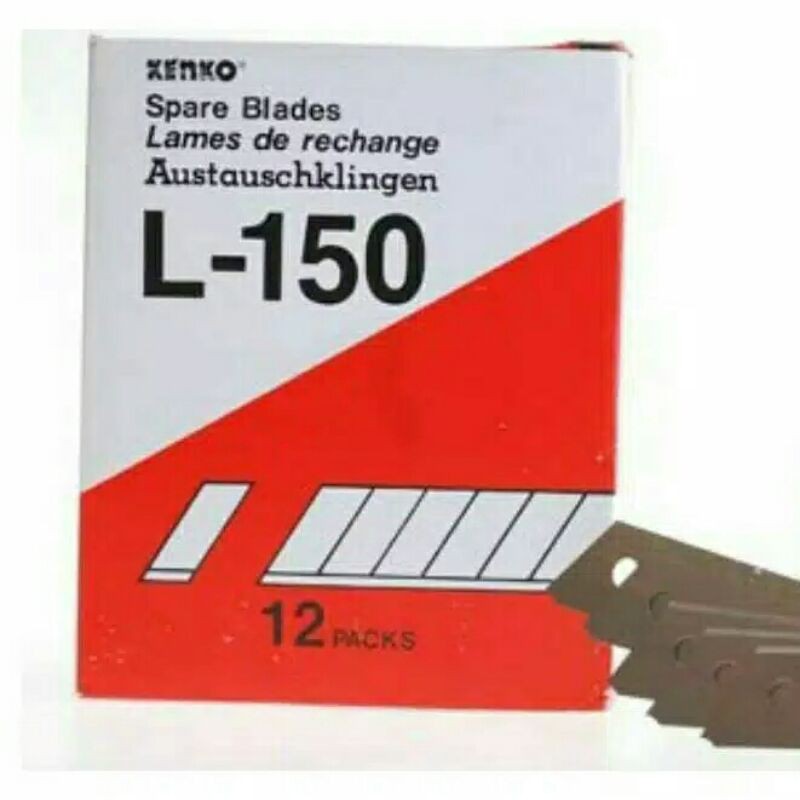 KENKO
Spare Blades
Lames de rechange
Austauschklingen
L-150
12 PACKS